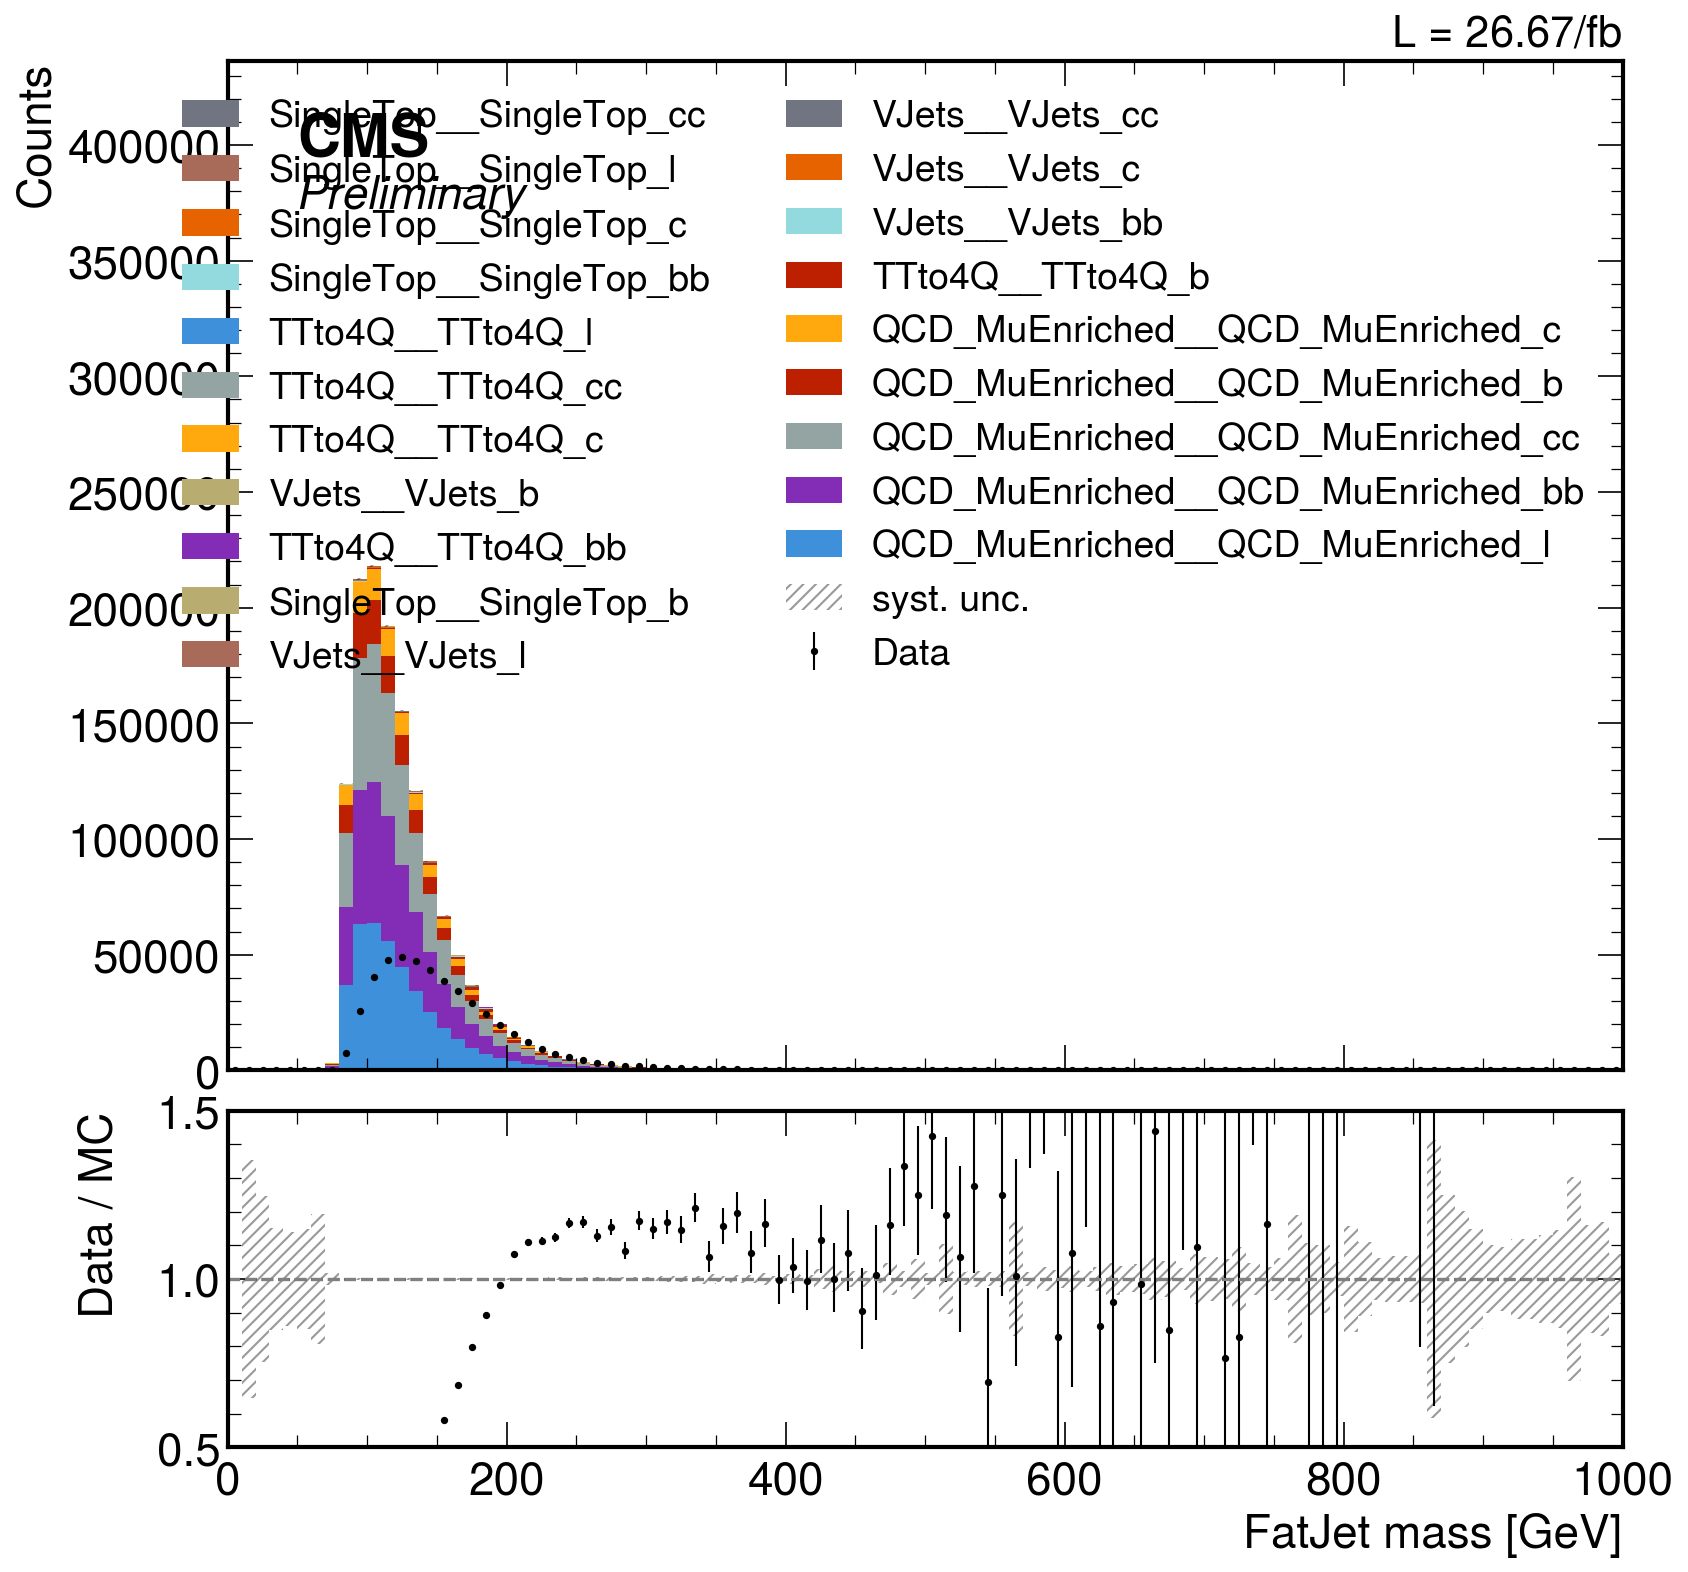 L = 26.67/fb
Counts
400000
350000
300000
250000
200000
150000
100000
50000
0
CMS
Preliminary
SingleTop__SingleTop_cc
SingleTop__SingleTop_l
SingleTop__SingleTop_c
SingleTop__SingleTop_bb
TTto4Q__TTto4Q_l
TTto4Q__TTto4Q_cc
TTto4Q__TTto4Q_c
VJets__VJets_b
TTto4Q__TTto4Q_bb
SingleTop__SingleTop_b
VJets__VJets_l
VJets__VJets_cc
VJets__VJets_c
VJets__VJets_bb
TTto4Q__TTto4Q_b
QCD_MuEnriched__QCD_MuEnriched_c
QCD_MuEnriched__QCD_MuEnriched_b
QCD_MuEnriched__QCD_MuEnriched_cc
QCD_MuEnriched__QCD_MuEnriched_bb
QCD_MuEnriched__QCD_MuEnriched_l
syst. unc.
Data
Data / MC
1.5
1.0
0.5
0 200 400 600 800 1000
FatJet mass [GeV]